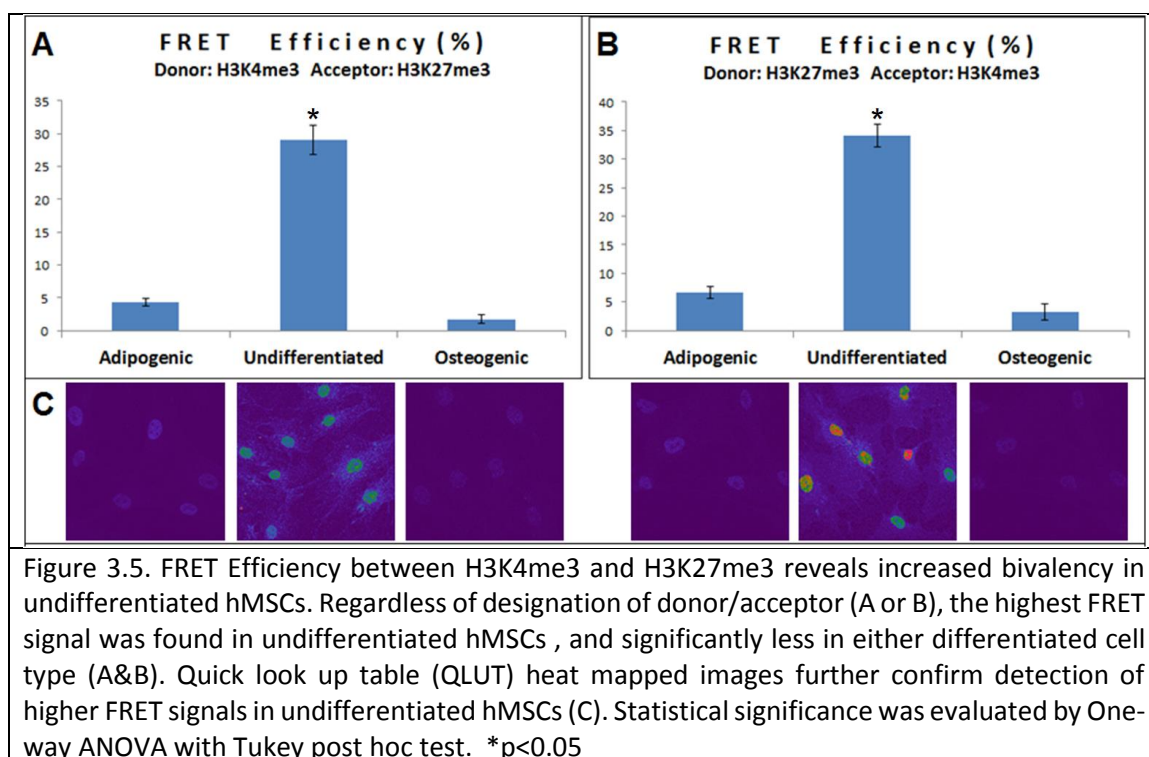 A
FRET Efficiency (%)
Donor: H3K4me3 Acceptor: H3K27me3
35
30
25
20
15
10
5
0
*
Adipogenic Undifferentiated Osteogenic
B
FRET Efficiency (%)
Donor: H3K27me3 Acceptor: H3K4me3
40
35
30
25
20
15
10
5
0
*
Adipogenic Undifferentiated Osteogenic
C
Figure 3.5. FRET Efficiency between H3K4me3 and H3K27me3 reveals increased bivalency in
undifferentiated hMSCs. Regardless of designation of donor/acceptor (A or B), the highest FRET
signal was found in undifferentiated hMSCs , and significantly less in either differentiated cell
type (A&B). Quick look up table (QLUT) heat mapped images further confirm detection of
higher FRET signals in undifferentiated hMSCs (C). Statistical significance was evaluated by One-
way ANOVA with Tukey post hoc test. *p<0.05